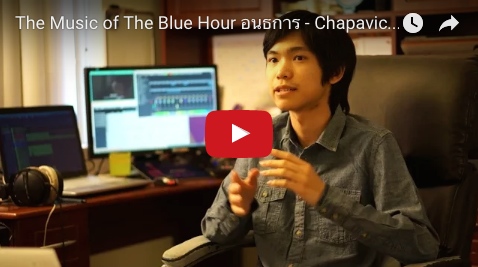 The Music of The Blue Hour อนธการ - Chapavic...